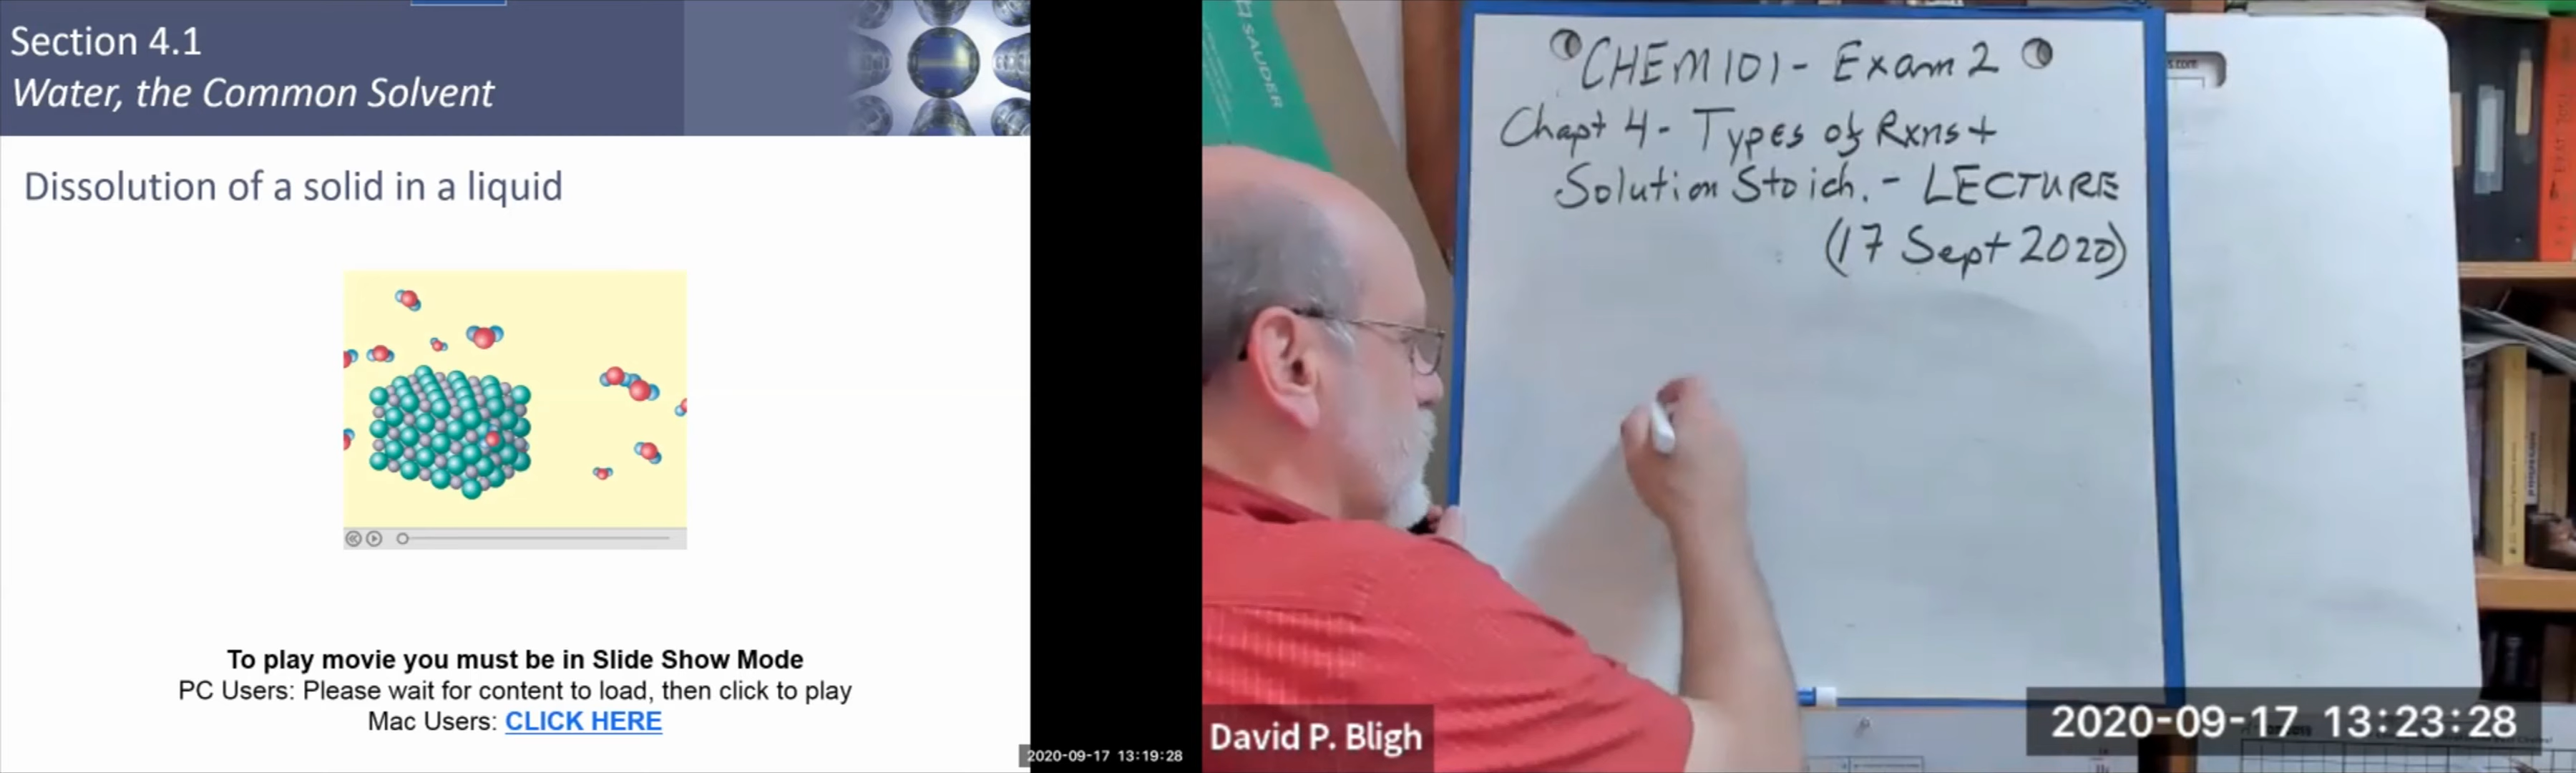 Section 4.1
Water, the Common Solvent
Dissolution of a solid in a liquid
To play movie you must be in Slide Show Mode
PC Users: Please wait for content to load, then click to play
Mac Users: CLICK HERE
2020-09-17 13:19:28
SAUDER
CHEM 101 - Exam 2
Chapt 4 - Types of Rxns +
Solution Stoich. - LECTURE
(17 Sept 2020)
s.com
David P. Bligh
2020-09-17 13:23:28